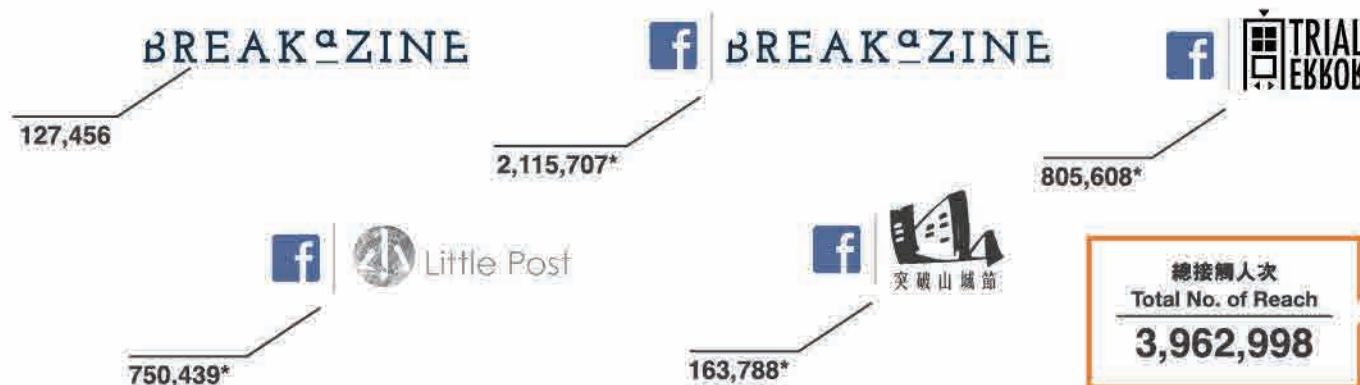 BREAKaZINE
127,456
f BREAKaZINE
2,115,707*
f TRIAL
ERROR
805,608*
f 小 Little Post
750,439*
f 突破山城節
163,788*
總接觸人次
Total No. of Reach
3,962,998